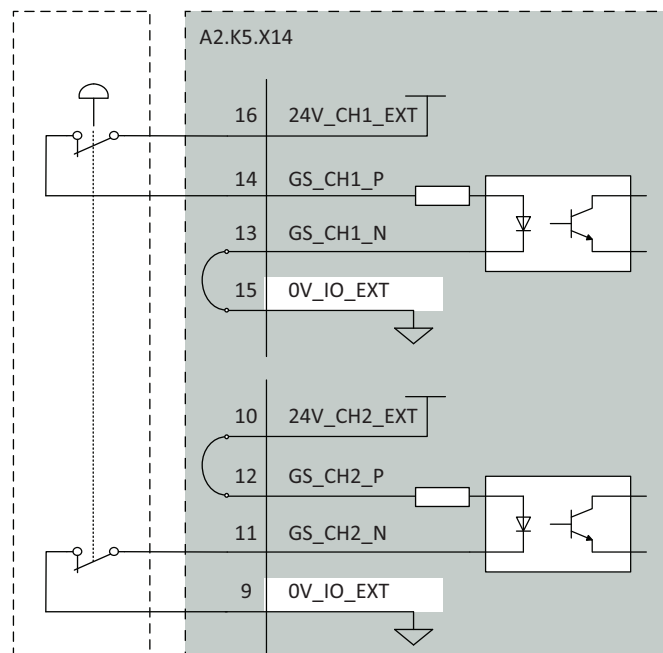 A2.K5.X14
16 24V_CH1_EXT
14 GS_CH1_P
13 GS_CH1_N
15 0V_IO_EXT
10 24V_CH2_EXT
12 GS_CH2_P
11 GS_CH2_N
9 0V_IO_EXT